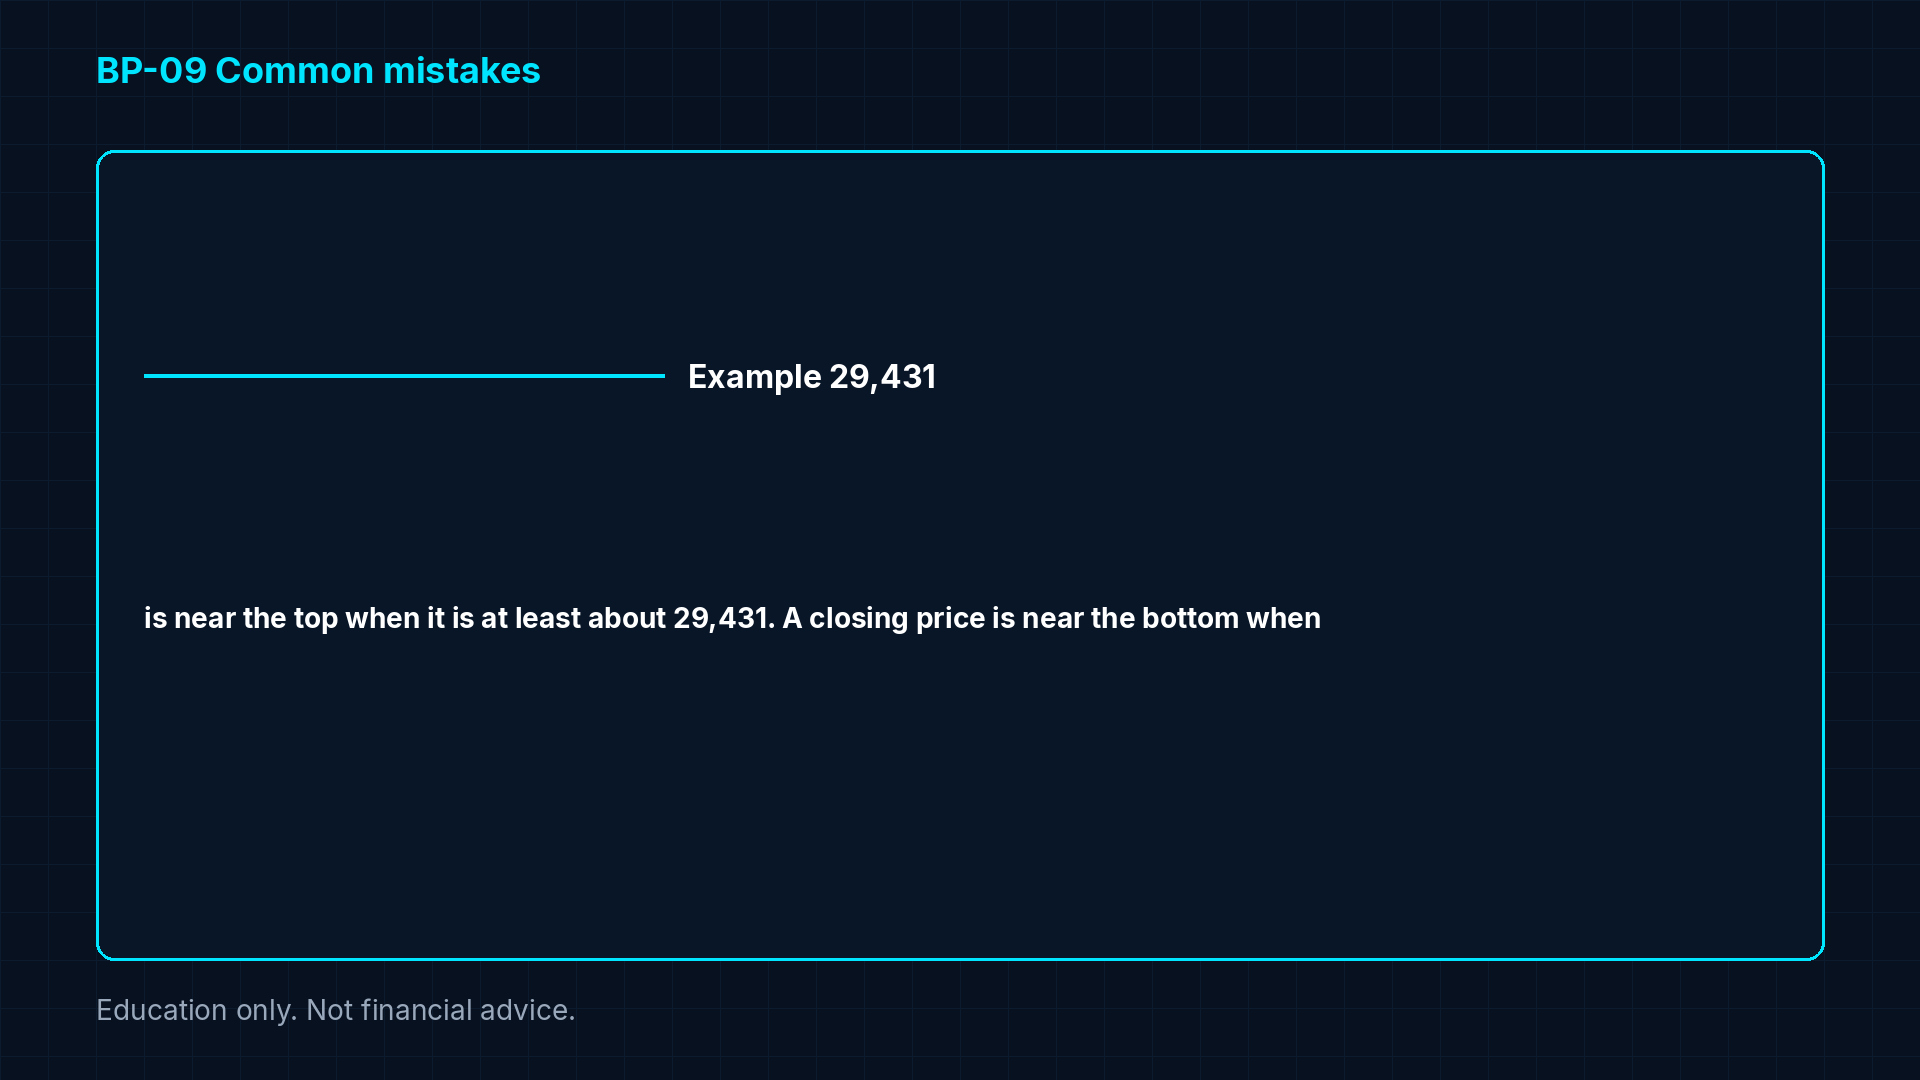 BP-09 Common mistakes
Example 29,431
is near the top when it is at least about 29,431. A closing price is near the bottom when
Education only. Not financial advice.